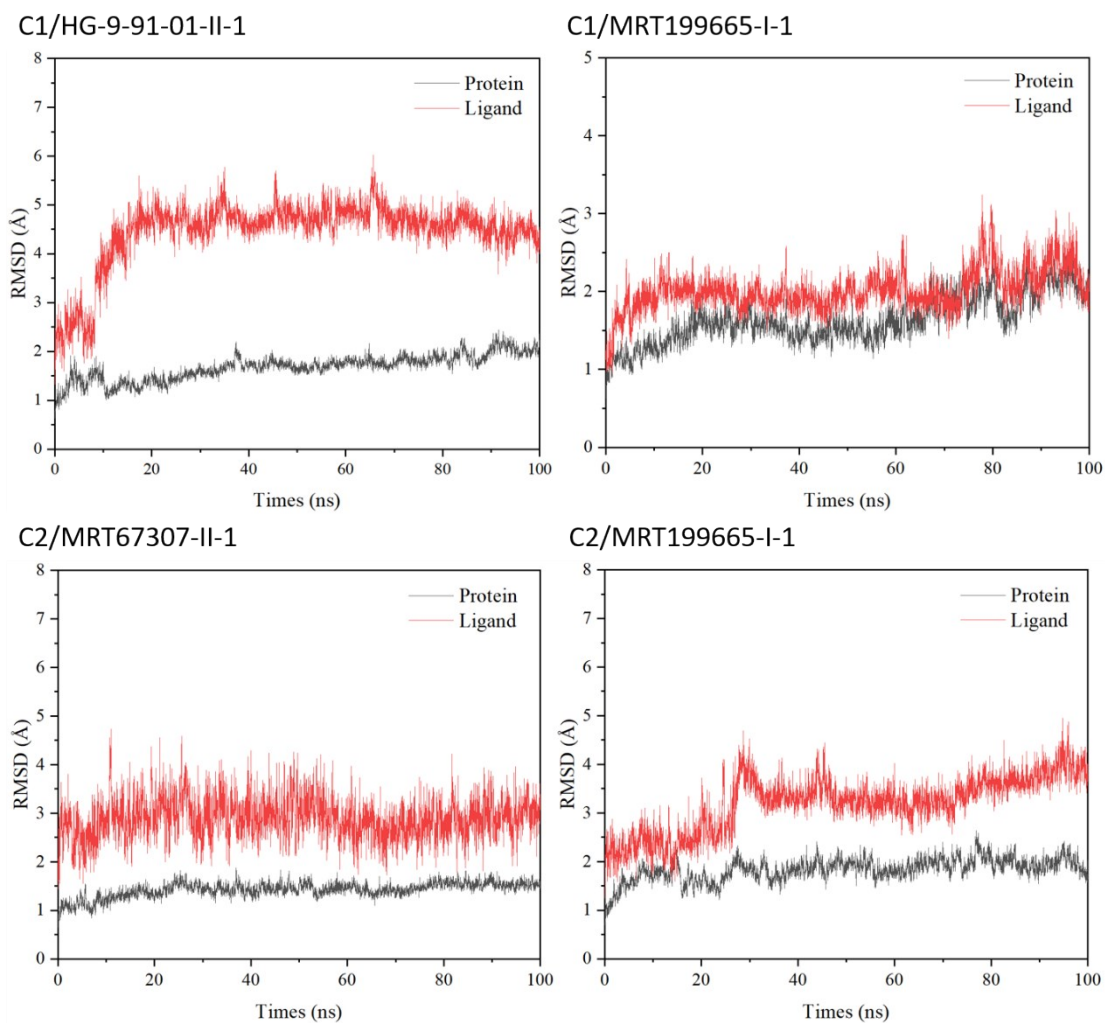 C1/HG-9-91-01-II-1
8
7
6
5
4
3
2
1
0
RMSD (Å)
Protein
Ligand
0 20 40 60 80 100
Times (ns)
C1/MRT199665-I-1
5
4
3
2
1
0
RMSD (Å)
Protein
Ligand
0 20 40 60 80 100
Times (ns)
C2/MRT67307-II-1
8
7
6
5
4
3
2
1
0
RMSD (Å)
Protein
Ligand
0 20 40 60 80 100
Times (ns)
C2/MRT199665-I-1
8
7
6
5
4
3
2
1
0
RMSD (Å)
Protein
Ligand
0 20 40 60 80 100
Times (ns)